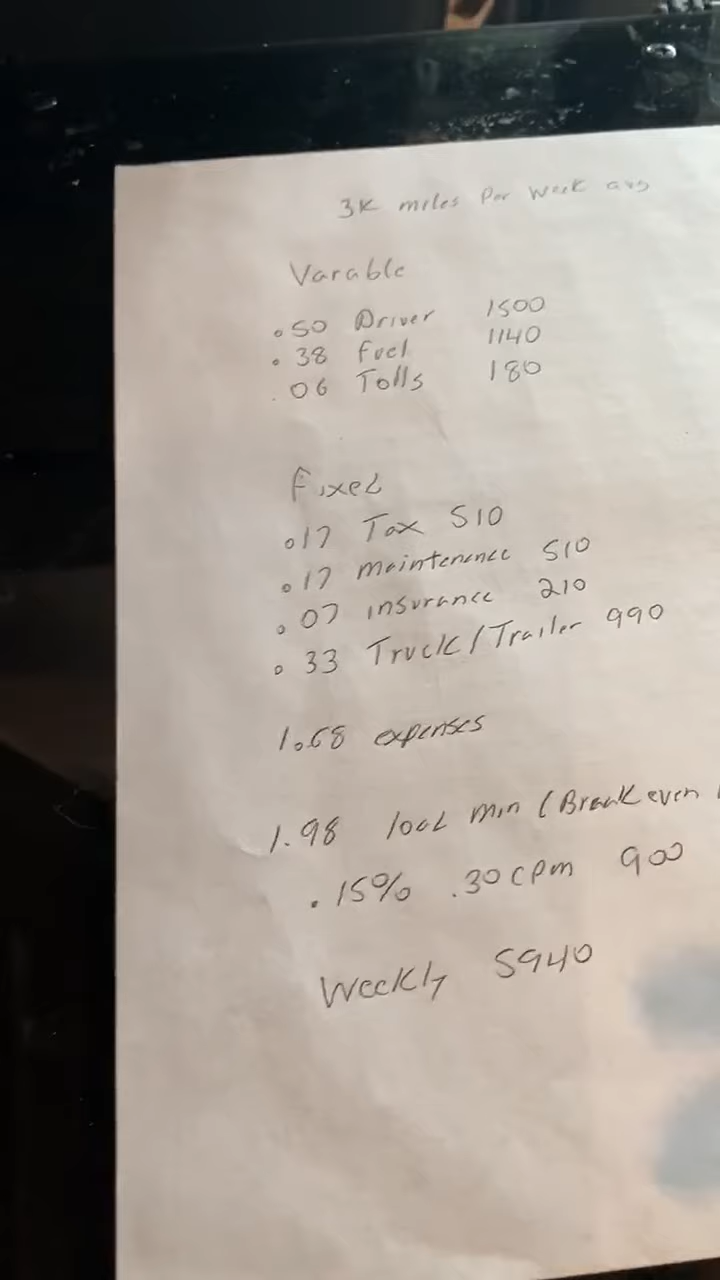 3K miles Per Week avg
Varable
.50 Driver 1500
.38 Fuel 1140
.06 Tolls 180
Fixed
.17 Tax 510
.17 maintenence 510
.07 insurance 210
.33 Truck/Trailer 990
1.68 expenses
1.98 load min (Break even
.15% .30 cpm 900
Weekly 5940